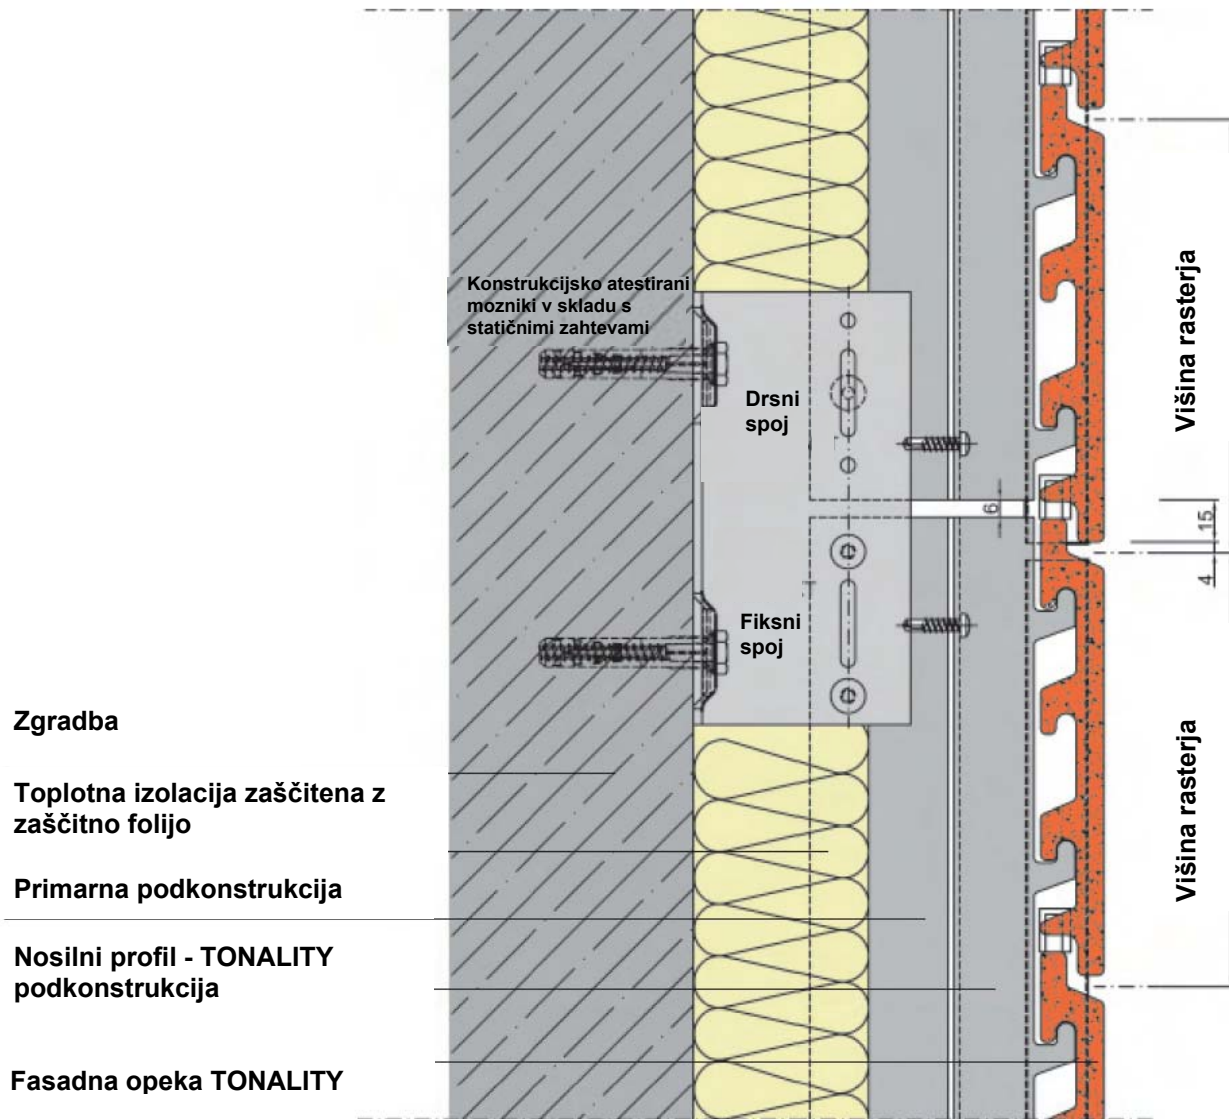 Konstrukcijsko atestirani
mozniki v skladu s
statičnimi zahtevami
Drsni
spoj
Višina rasterja
6
15
4
Fiksni
spoj
Višina rasterja
Zgradba
Toplotna izolacija zaščitena z
zaščitno folijo
Primarna podkonstrukcija
Nosilni profil - TONALITY
podkonstrukcija
Fasadna opeka TONALITY